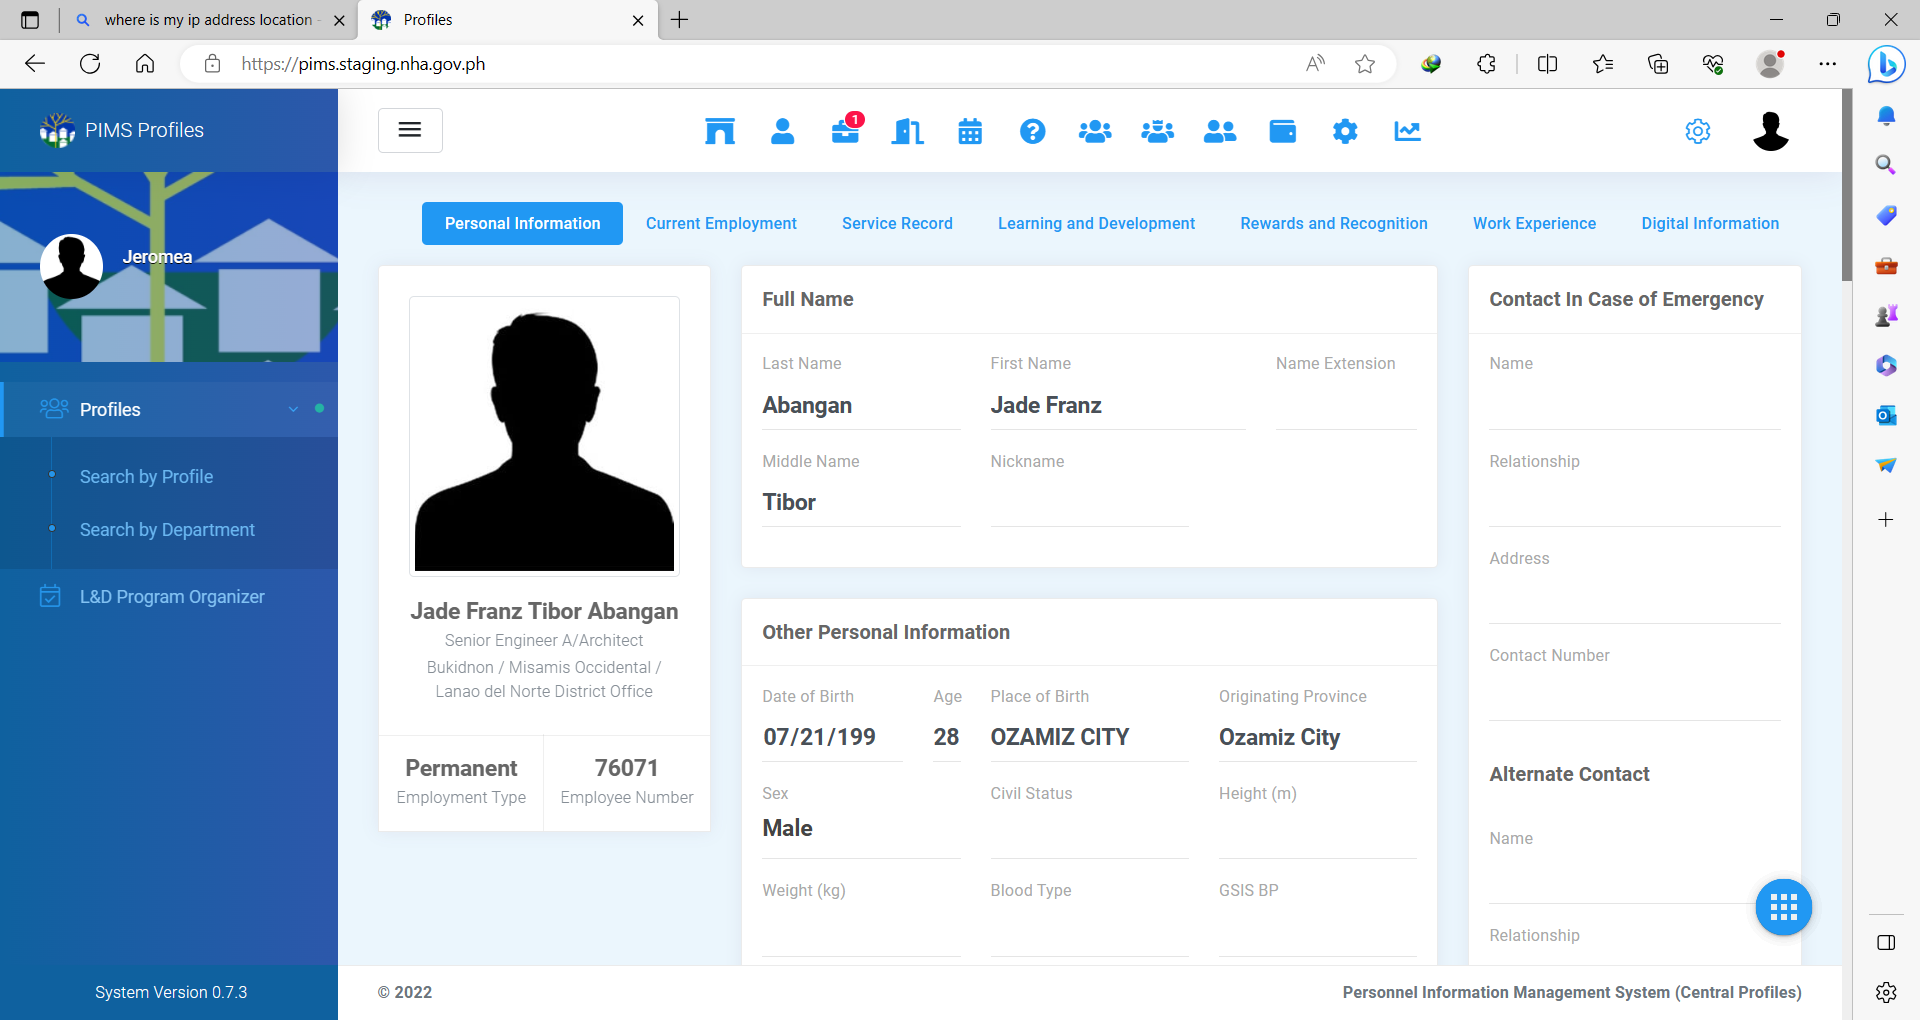 where is my ip address location
Profiles
https://pims.staging.nha.gov.ph
PIMS Profiles
1
Jeromea
Profiles
Search by Profile
Search by Department
L&D Program Organizer
System Version 0.7.3
Personal Information
Current Employment
Service Record
Learning and Development
Rewards and Recognition
Work Experience
Digital Information
Jade Franz Tibor Abangan
Senior Engineer A/Architect
Bukidnon / Misamis Occidental /
Lanao del Norte District Office
Permanent
Employment Type
76071
Employee Number
Full Name
Last Name
First Name
Name Extension
Abangan
Jade Franz
Middle Name
Nickname
Tibor
Other Personal Information
Date of Birth
Age
Place of Birth
Originating Province
07/21/199
28
OZAMIZ CITY
Ozamiz City
Sex
Civil Status
Height (m)
Male
Weight (kg)
Blood Type
GSIS BP
Contact In Case of Emergency
Name
Relationship
Address
Contact Number
Alternate Contact
Name
Relationship
© 2022
Personnel Information Management System (Central Profiles)